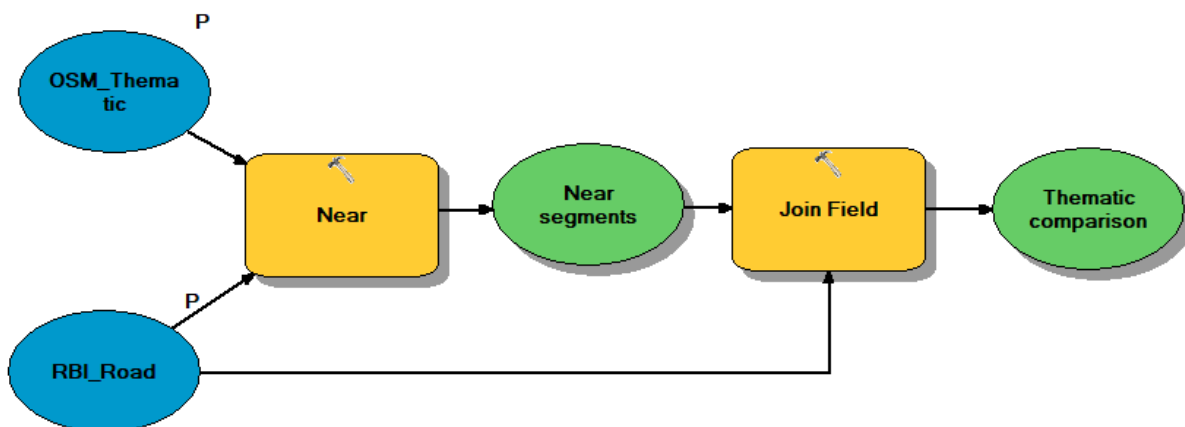 P
OSM_Thema
tic
Near
Near
segments
Join Field
Thematic
comparison
P
RBI_Road